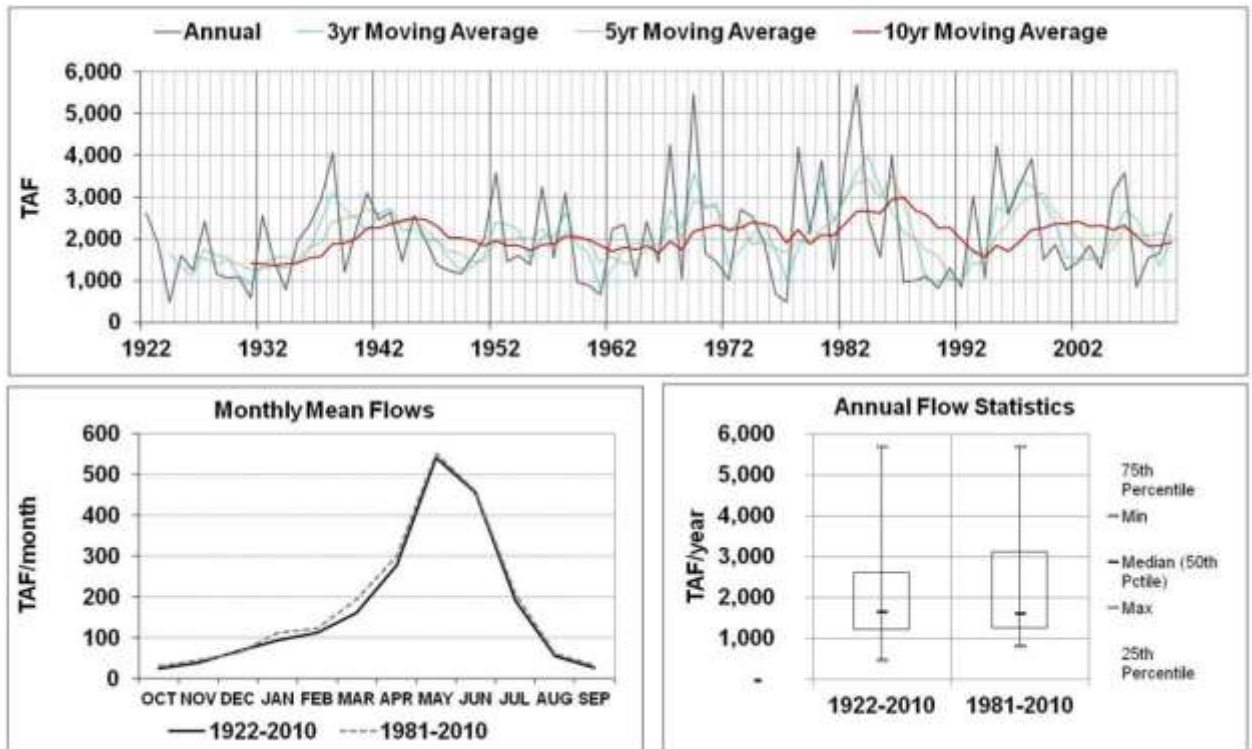 Annual 3yr Moving Average 5yr Moving Average 10yr Moving Average
TAF
6,000
5,000
4,000
3,000
2,000
1,000
0
1922 1932 1942 1952 1962 1972 1982 1992 2002
Monthly Mean Flows
TAF/month
600
500
400
300
200
100
0
OCT NOV DEC JAN FEB MAR APR MAY JUN JUL AUG SEP
1922-2010 1981-2010
Annual Flow Statistics
TAF/year
6,000
5,000
4,000
3,000
2,000
1,000
-
1922-2010 1981-2010
75th
Percentile
Min
Median (50th
Pctile)
Max
25th
Percentile